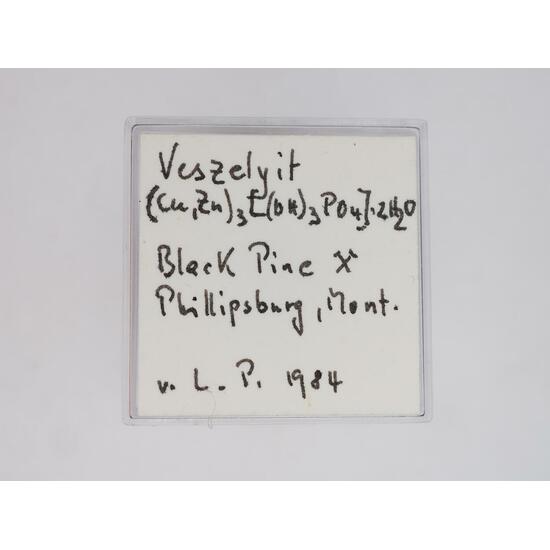 Veszelyit
(Cu,Zn)₃[(OH)₃PO₄]·2H₂O
Black Pine X
Phillipsburg, Mont.
v. L. P. 1984